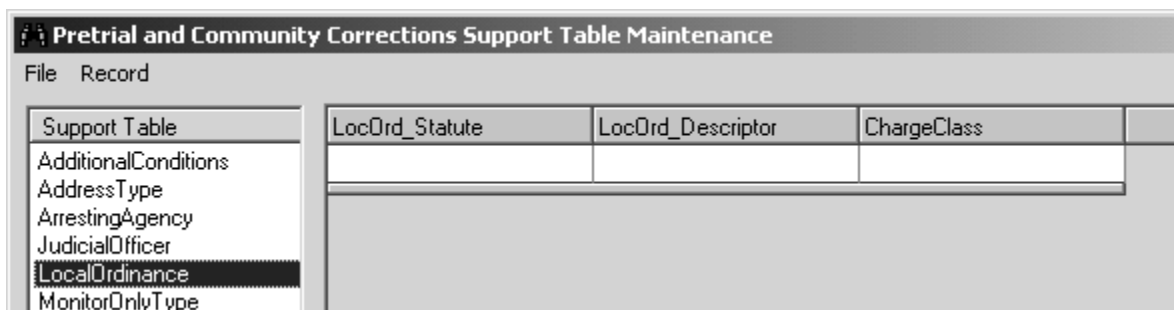 Pretrial and Community Corrections Support Table Maintenance
File Record
Support Table
AdditionalConditions
AddressType
ArrestingAgency
JudicialOfficer
LocalOrdinance
MonitorOnlyType
LocOrd_Statute LocOrd_Descriptor ChargeClass